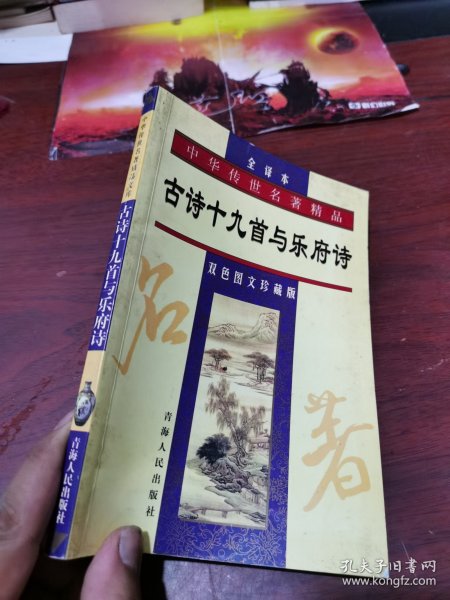 全译本
中华传世名著精品
古诗十九首与乐府诗
双色图文珍藏版
名
著
青海人民出版社
古诗十九首与乐府诗
青海人民出版社
孔夫子旧书网
www.kongfz.com